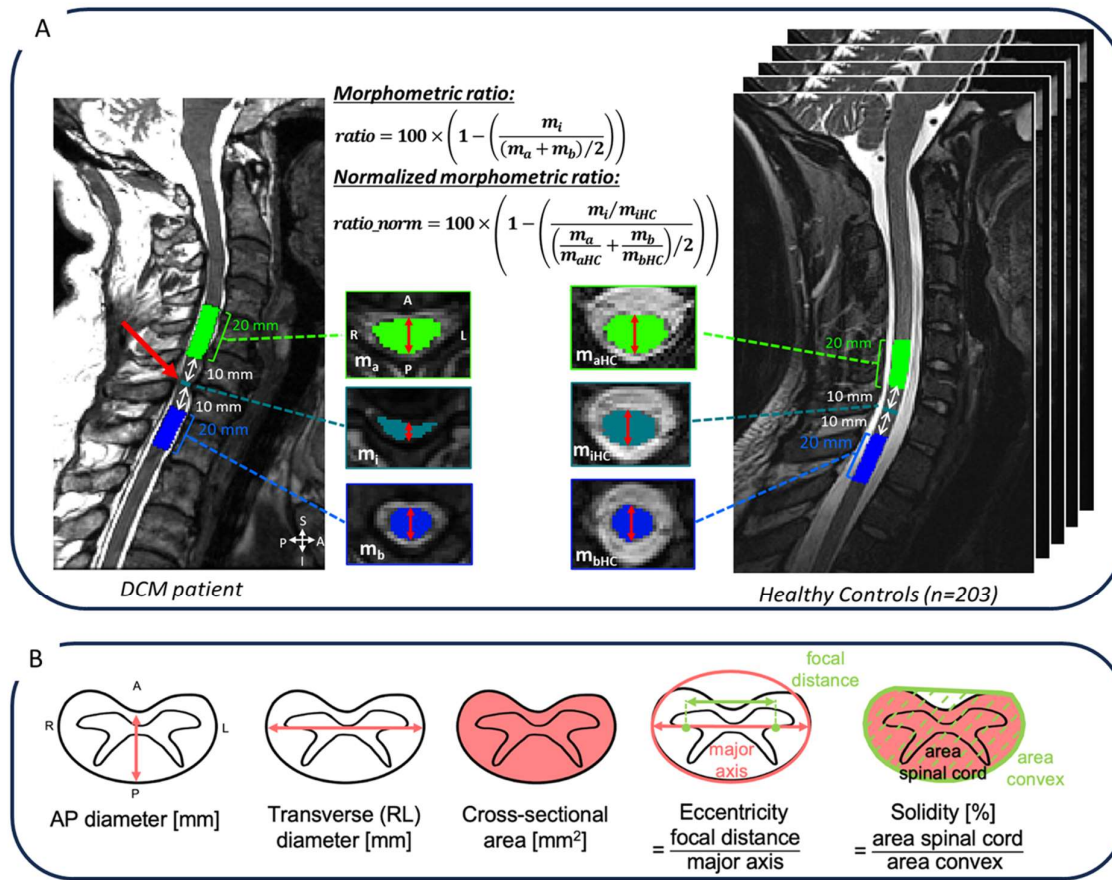 A
Morphometric ratio:
ratio = 100 × (1 − (m_i / ((m_a + m_b)/2)))
Normalized morphometric ratio:
ratio_norm = 100 × (1 − ((m_i/m_iHC) / ((m_a/m_aHC + m_b/m_bHC)/2)))
20 mm
10 mm
10 mm
20 mm
A
R
L
P
m_a
m_i
m_b
S
P
A
I
DCM patient
m_aHC
m_iHC
m_bHC
20 mm
10 mm
10 mm
20 mm
Healthy Controls (n=203)
B
A
R
L
P
AP diameter [mm]
Transverse (RL)
diameter [mm]
Cross-sectional
area [mm²]
focal
distance
major
axis
Eccentricity
= focal distance
major axis
area
spinal cord
area
convex
Solidity [%]
= area spinal cord
area convex